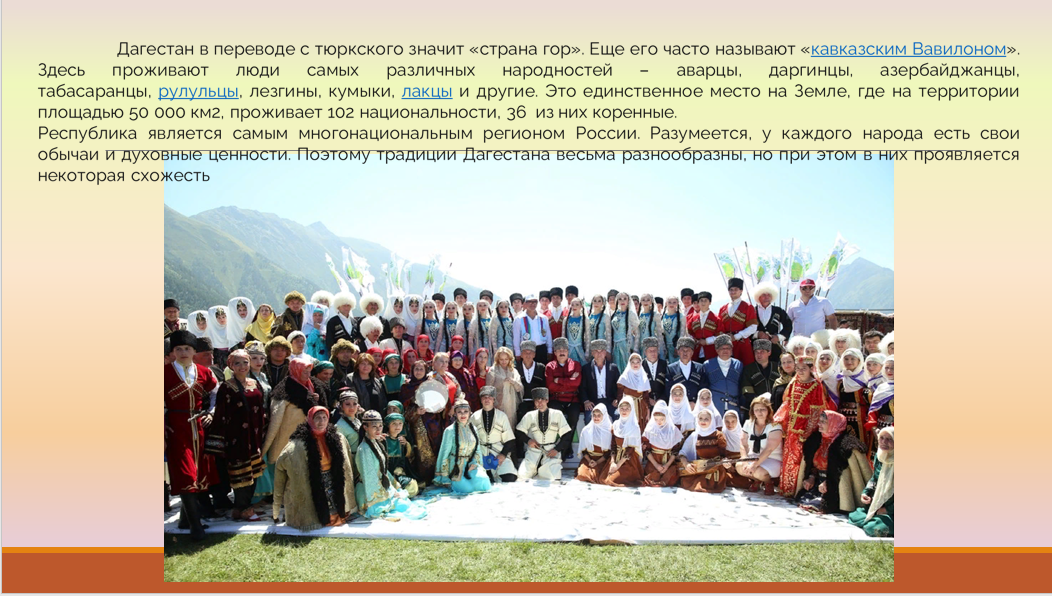 Дагестан в переводе с тюркского значит «страна гор». Еще его часто называют «кавказским Вавилоном».
Здесь проживают люди самых различных народностей – аварцы, даргинцы, азербайджанцы,
табасаранцы, рулульцы, лезгины, кумыки, лакцы и другие. Это единственное место на Земле, где на территории
площадью 50 000 км2, проживает 102 национальности, 36 из них коренные.
Республика является самым многонациональным регионом России. Разумеется, у каждого народа есть свои
обычаи и духовные ценности. Поэтому традиции Дагестана весьма разнообразны, но при этом в них проявляется
некоторая схожесть